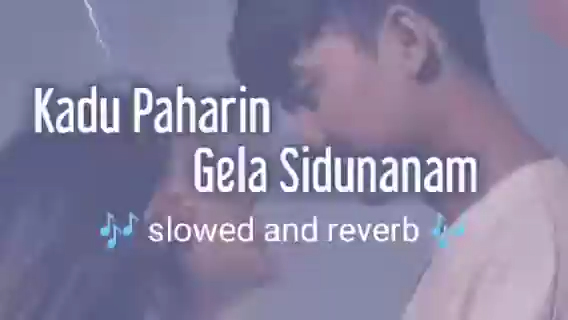 Kadu Paharin
Gela Sidunanam
🎶 slowed and reverb 🎶